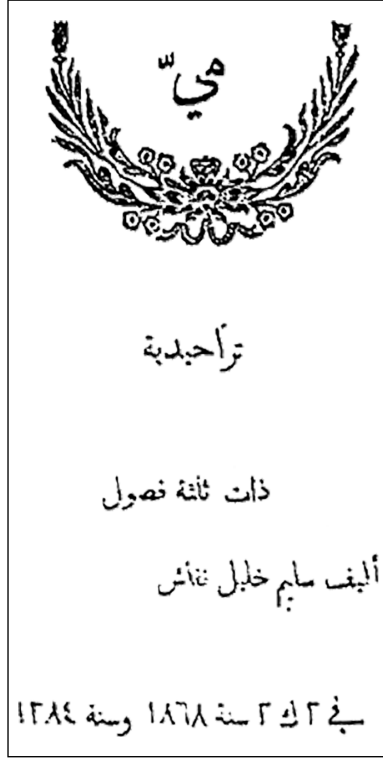 ميّ
تراجيدية
ذات ثلثة فصول
أليف سليم خليل نقاش
في ٢ ك ٢ سنة ١٨٦٨ وسنة ١٢٨٤